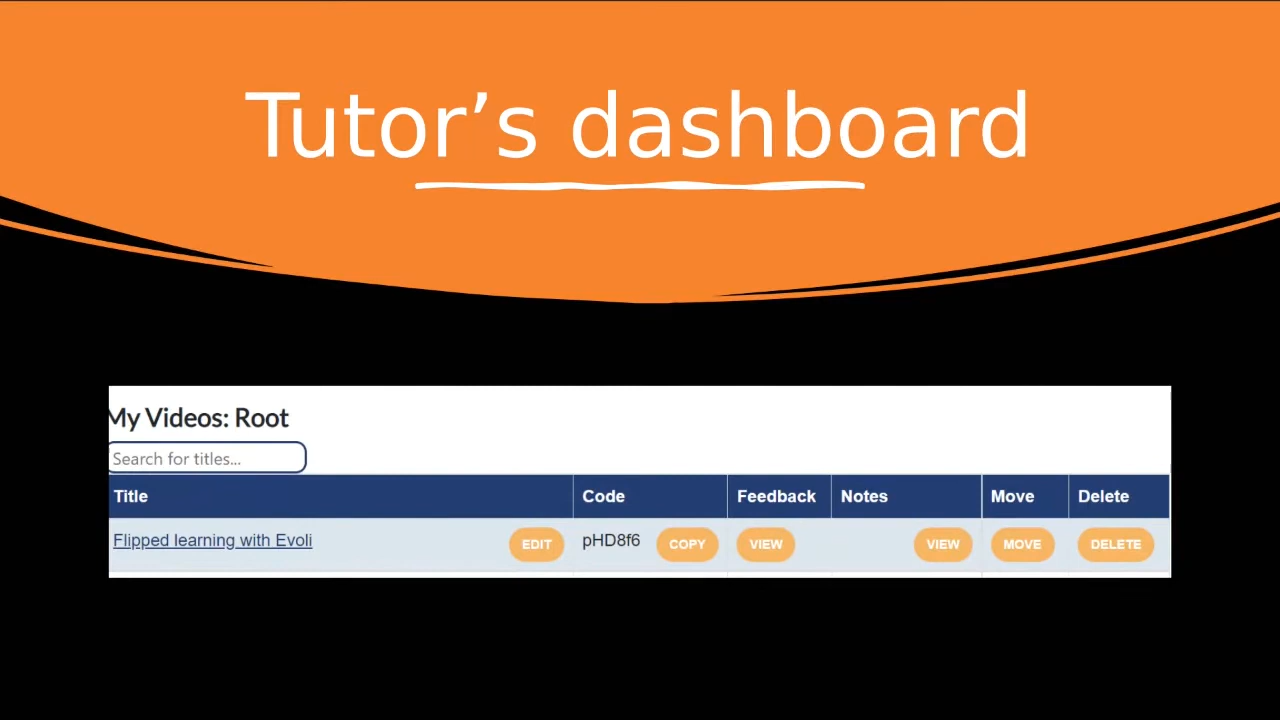 Tutor’s dashboard
My Videos: Root
Search for titles...
Title Code Feedback Notes Move Delete
Flipped learning with Evoli EDIT pHD8f6 COPY VIEW VIEW MOVE DELETE